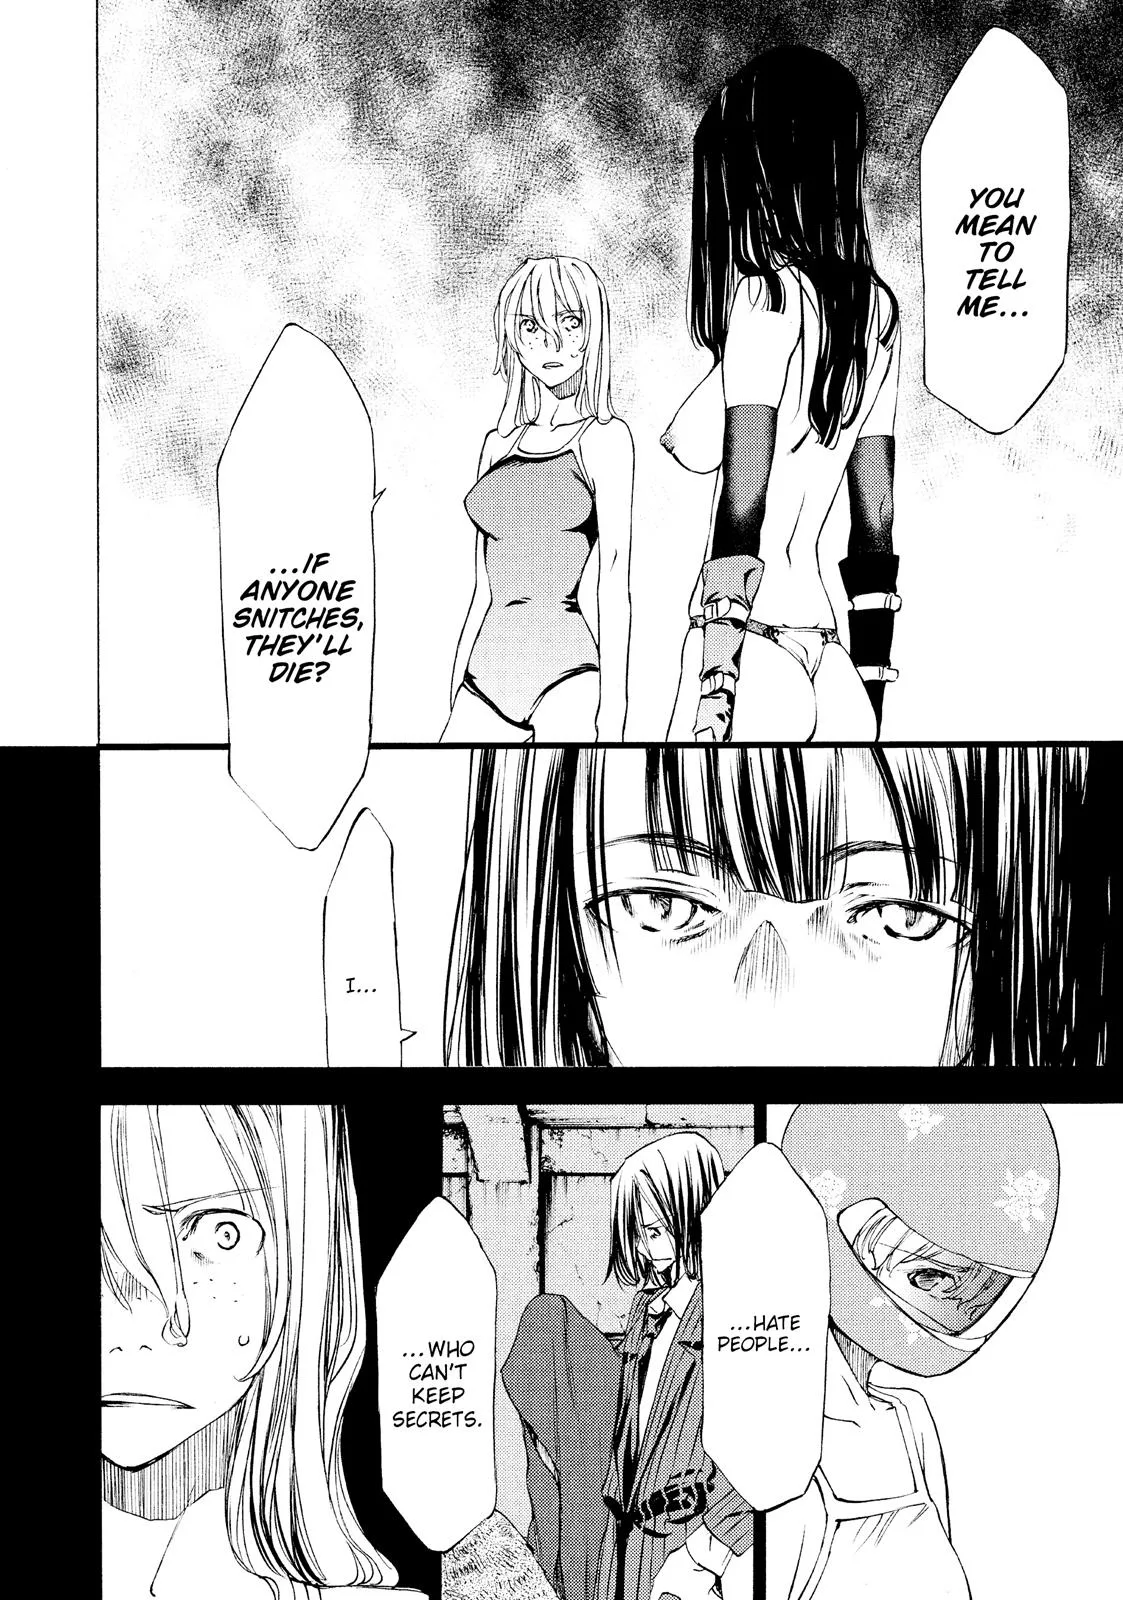 YOU
MEAN
TO
TELL
ME...
...IF
ANYONE
SNITCHES,
THEY'LL
DIE?
I...
...HATE
PEOPLE...
...WHO
CAN'T
KEEP
SECRETS.